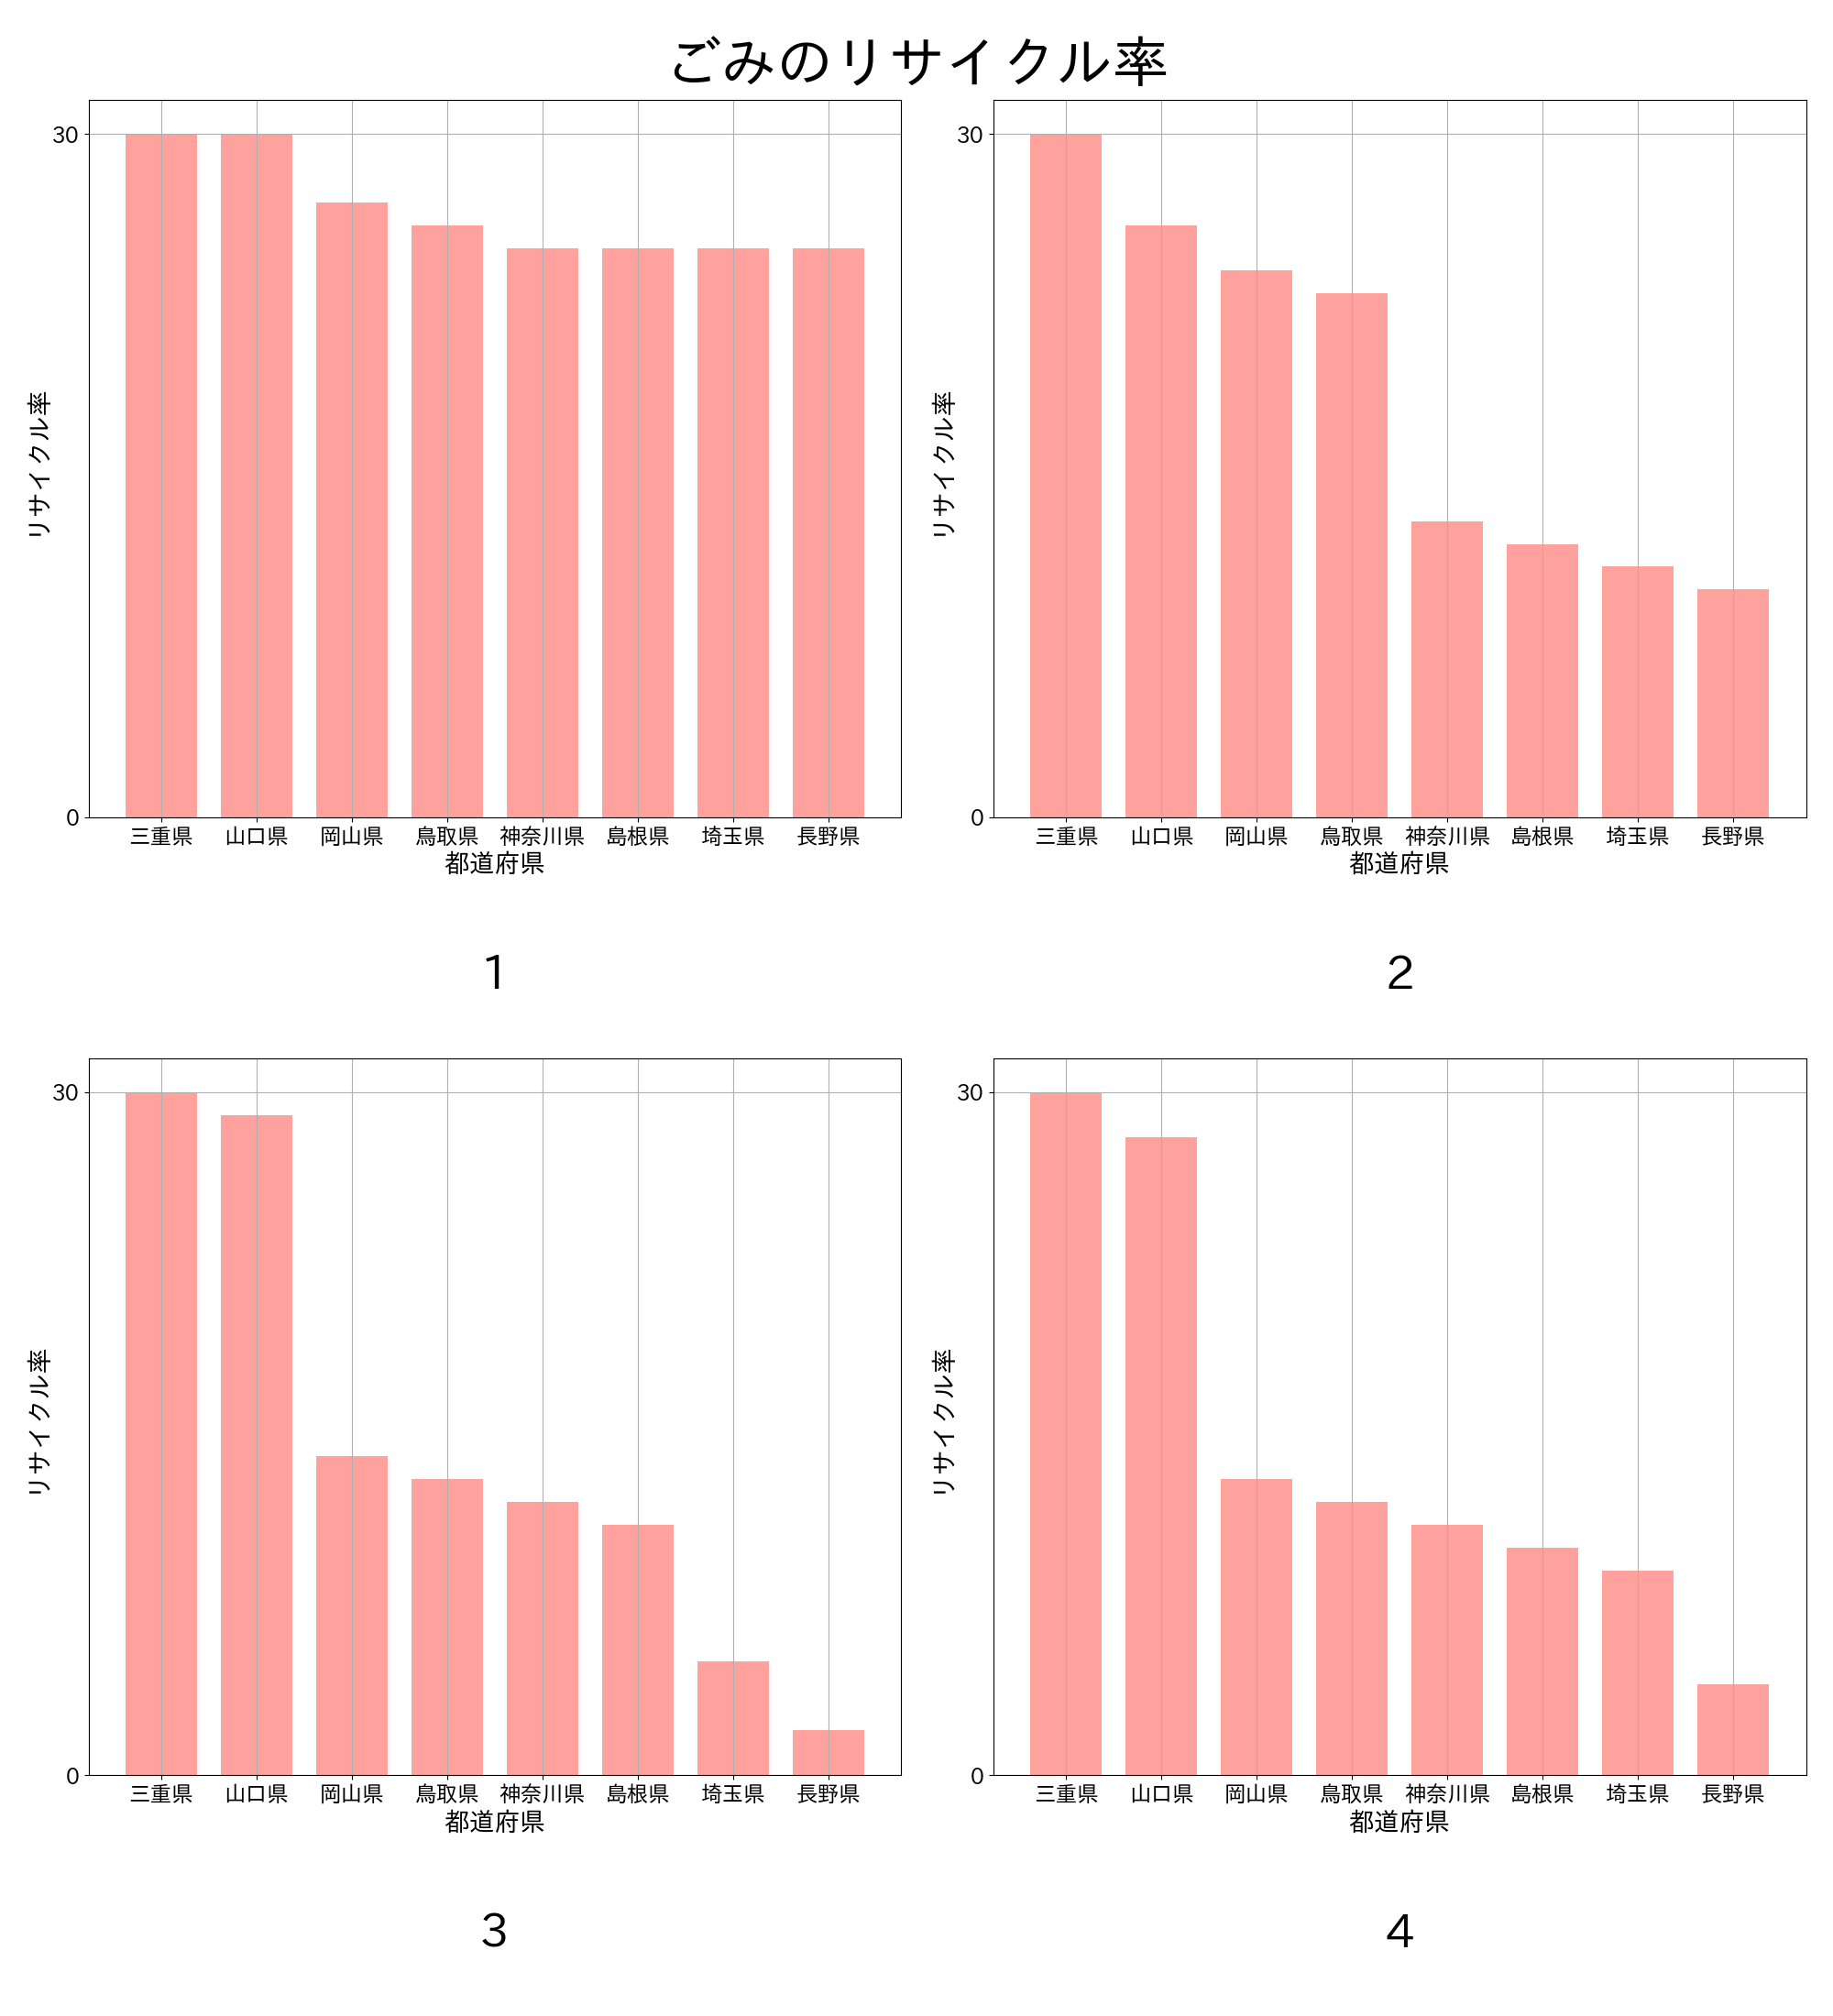 ごみのリサイクル率
30
0
リサイクル率
三重県 山口県 岡山県 鳥取県 神奈川県 島根県 埼玉県 長野県
都道府県
1
30
0
リサイクル率
三重県 山口県 岡山県 鳥取県 神奈川県 島根県 埼玉県 長野県
都道府県
2
30
0
リサイクル率
三重県 山口県 岡山県 鳥取県 神奈川県 島根県 埼玉県 長野県
都道府県
3
30
0
リサイクル率
三重県 山口県 岡山県 鳥取県 神奈川県 島根県 埼玉県 長野県
都道府県
4